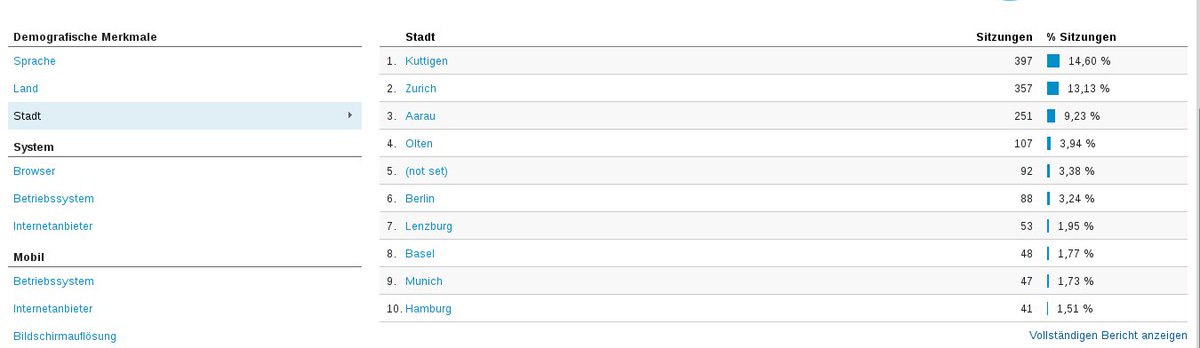 Demografische Merkmale
Sprache
Land
Stadt
System
Browser
Betriebssystem
Internetanbieter
Mobil
Betriebssystem
Internetanbieter
Bildschirmauflösung
Stadt Sitzungen % Sitzungen
1. Kuttigen 397 14,60 %
2. Zurich 357 13,13 %
3. Aarau 251 9,23 %
4. Olten 107 3,94 %
5. (not set) 92 3,38 %
6. Berlin 88 3,24 %
7. Lenzburg 53 1,95 %
8. Basel 48 1,77 %
9. Munich 47 1,73 %
10. Hamburg 41 1,51 %
Vollständigen Bericht anzeigen